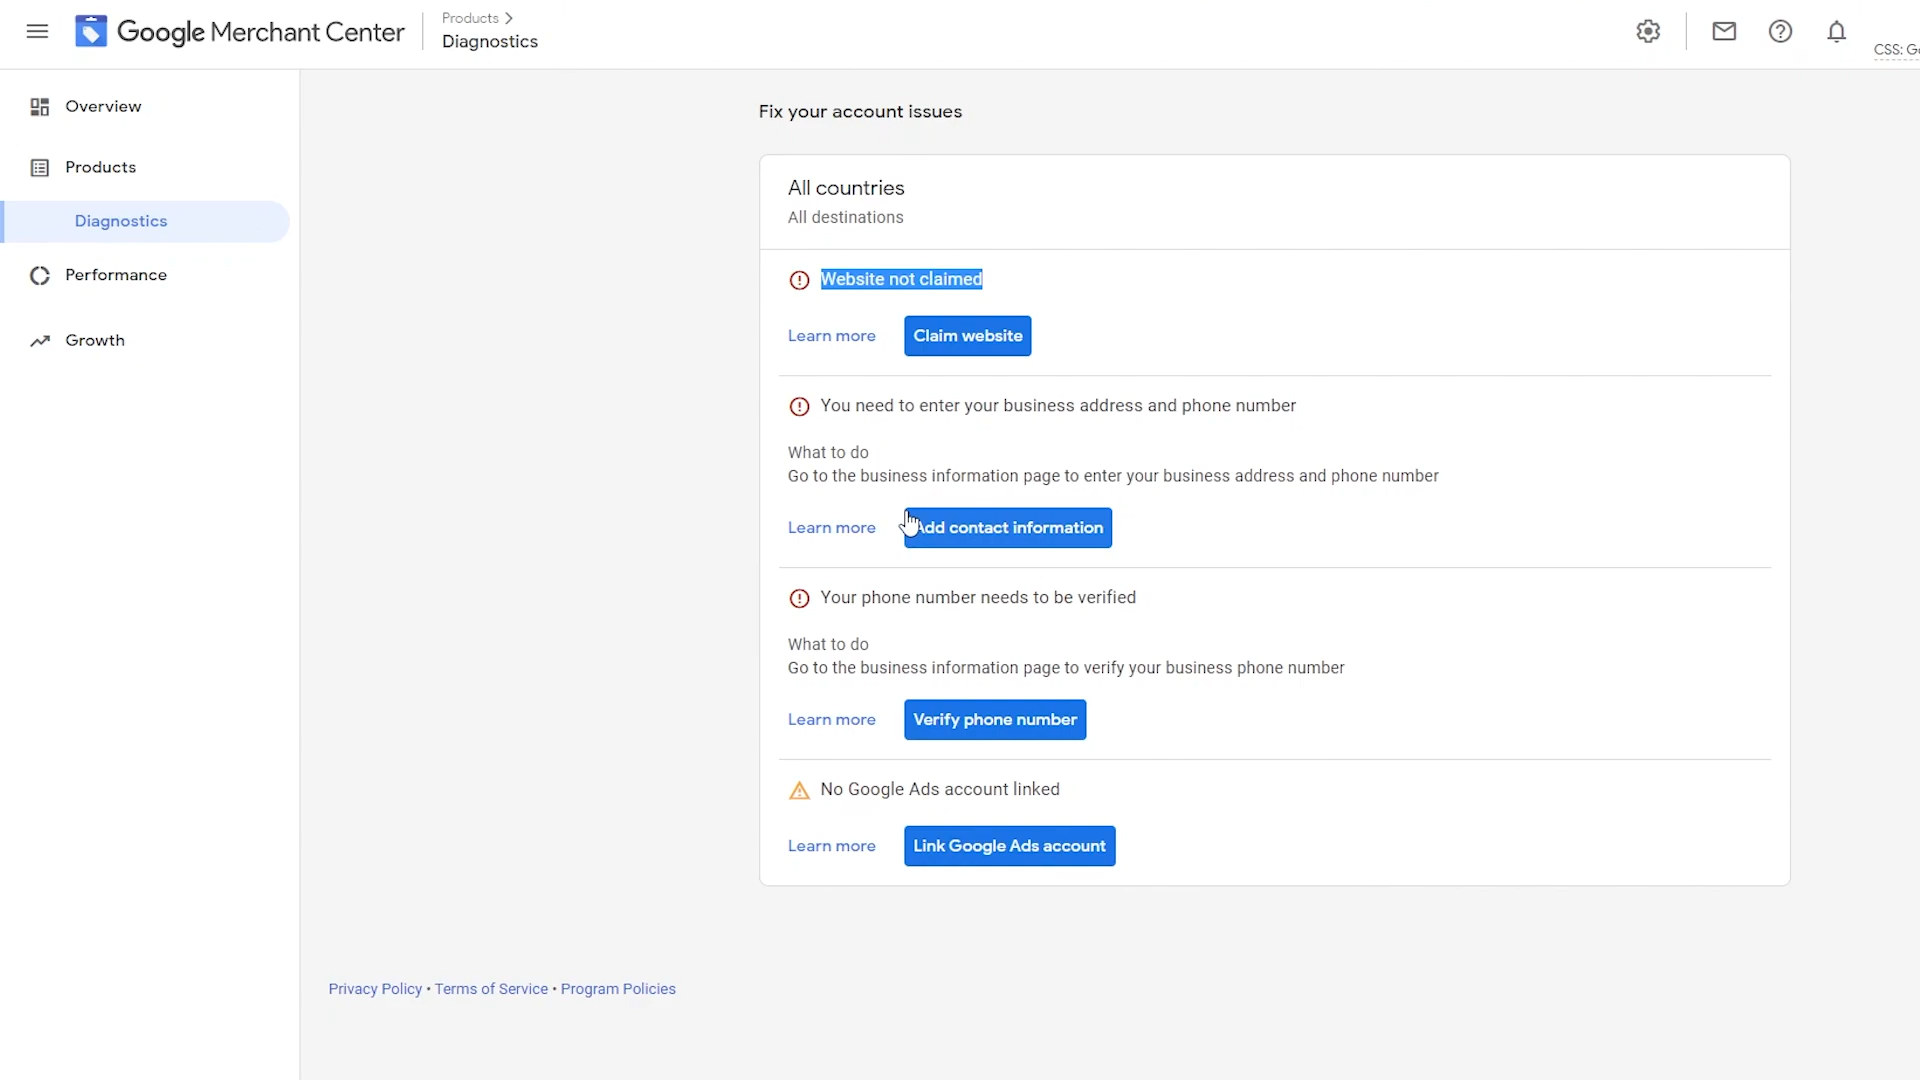 Google Merchant Center
Products
Diagnostics
CSS: Go
Overview
Products
Diagnostics
Performance
Growth
Fix your account issues
All countries
All destinations
Website not claimed
Learn more Claim website
You need to enter your business address and phone number
What to do
Go to the business information page to enter your business address and phone number
Learn more Add contact information
Your phone number needs to be verified
What to do
Go to the business information page to verify your business phone number
Learn more Verify phone number
No Google Ads account linked
Learn more Link Google Ads account
Privacy Policy • Terms of Service • Program Policies